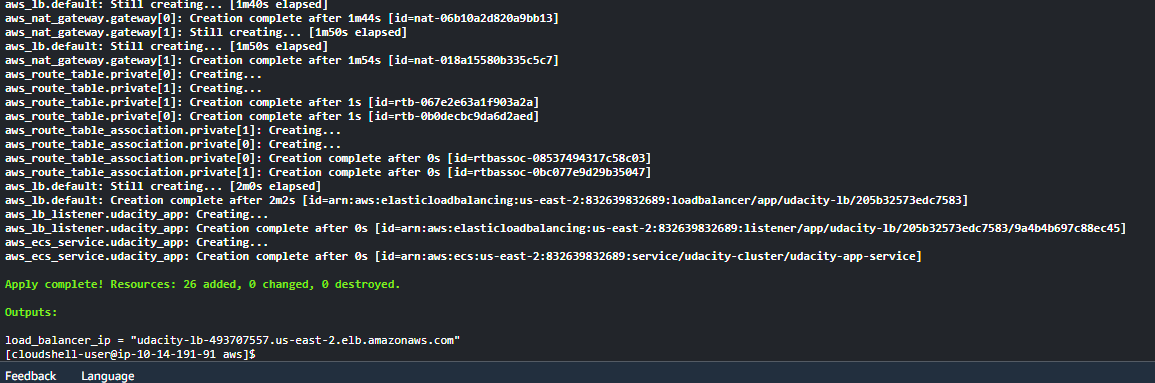 aws_lb.default: Still creating... [1m40s elapsed]
aws_nat_gateway.gateway[0]: Creation complete after 1m44s [id=nat-06b10a2d820a9bb13]
aws_nat_gateway.gateway[1]: Still creating... [1m50s elapsed]
aws_lb.default: Still creating... [1m50s elapsed]
aws_nat_gateway.gateway[1]: Creation complete after 1m54s [id=nat-018a15580b335c5c7]
aws_route_table.private[0]: Creating...
aws_route_table.private[1]: Creating...
aws_route_table.private[1]: Creation complete after 1s [id=rtb-067e2e63a1f903a2a]
aws_route_table.private[0]: Creation complete after 1s [id=rtb-0b0decbc9da6d2aed]
aws_route_table_association.private[1]: Creating...
aws_route_table_association.private[0]: Creating...
aws_route_table_association.private[0]: Creation complete after 0s [id=rtbassoc-08537494317c58c03]
aws_route_table_association.private[1]: Creation complete after 0s [id=rtbassoc-0bc077e9d29b35047]
aws_lb.default: Still creating... [2m0s elapsed]
aws_lb.default: Creation complete after 2m2s [id=arn:aws:elasticloadbalancing:us-east-2:832639832689:loadbalancer/app/udacity-lb/205b32573edc7583]
aws_lb_listener.udacity_app: Creating...
aws_lb_listener.udacity_app: Creation complete after 0s [id=arn:aws:elasticloadbalancing:us-east-2:832639832689:listener/app/udacity-lb/205b32573edc7583/9a4b4b697c88ec45]
aws_ecs_service.udacity_app: Creating...
aws_ecs_service.udacity_app: Creation complete after 0s [id=arn:aws:ecs:us-east-2:832639832689:service/udacity-cluster/udacity-app-service]
Apply complete! Resources: 26 added, 0 changed, 0 destroyed.
Outputs:
load_balancer_ip = "udacity-lb-493707557.us-east-2.elb.amazonaws.com"
[cloudshell-user@ip-10-14-191-91 aws]$
Feedback Language